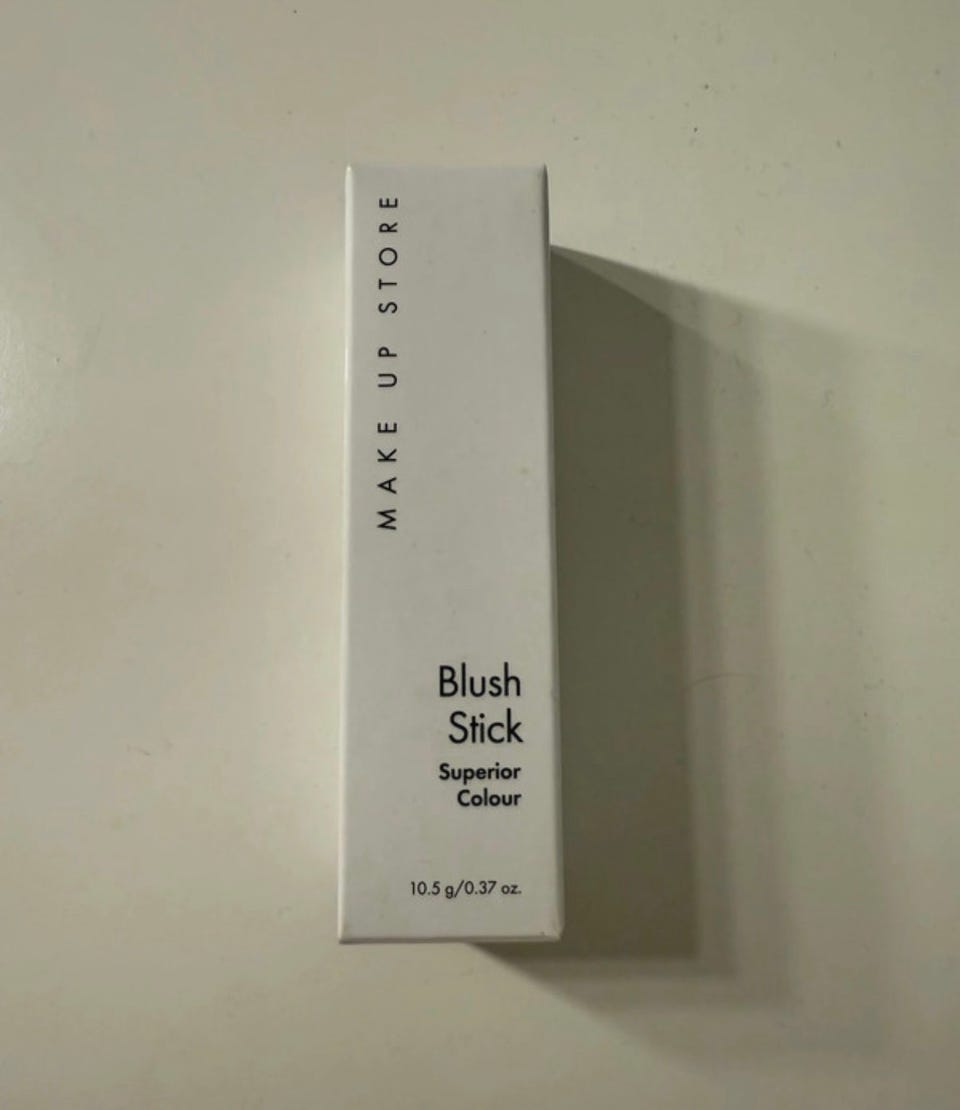 MAKE UP STORE
Blush
Stick
Superior
Colour
10.5 g/0.37 oz.